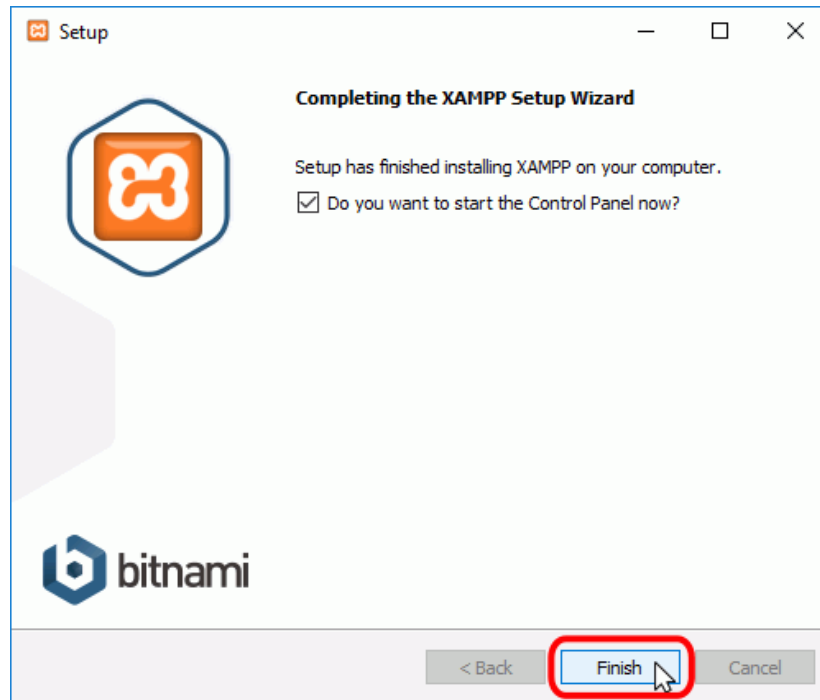 Setup
Completing the XAMPP Setup Wizard
Setup has finished installing XAMPP on your computer.
Do you want to start the Control Panel now?
bitnami
< Back
Finish
Cancel